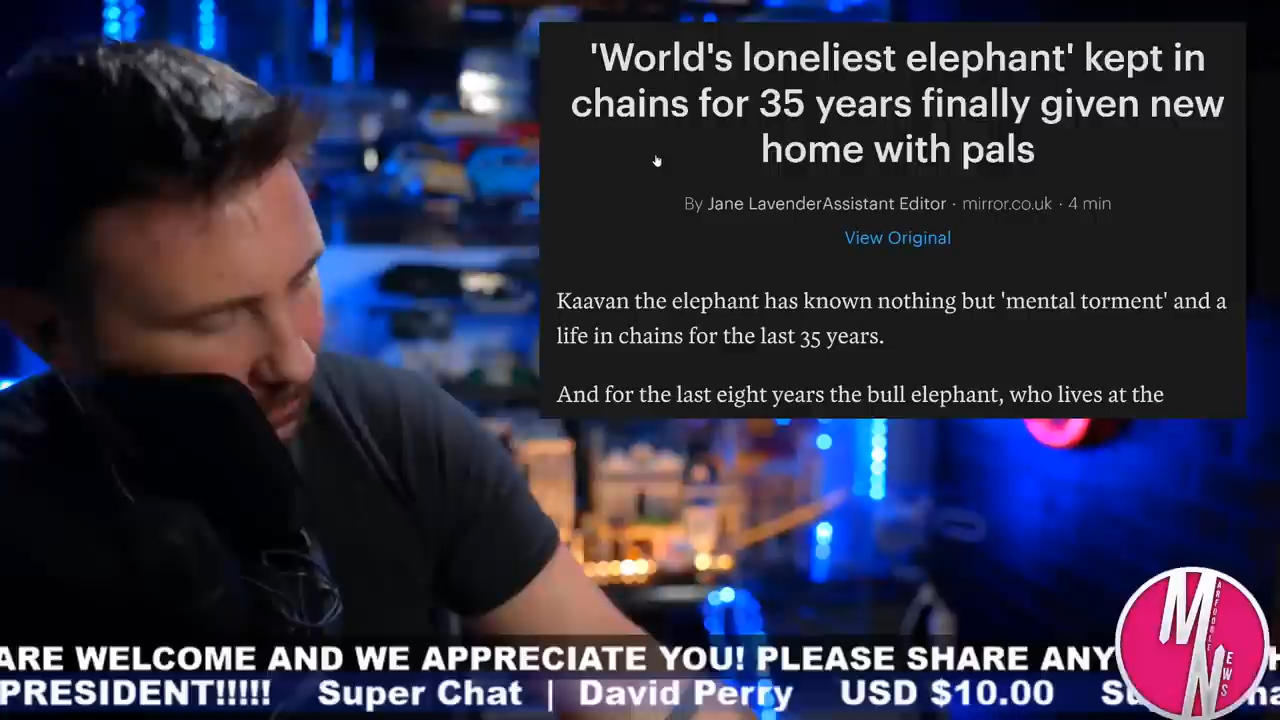 'World's loneliest elephant' kept in
chains for 35 years finally given new
home with pals
By Jane LavenderAssistant Editor · mirror.co.uk · 4 min
View Original
Kaavan the elephant has known nothing but 'mental torment' and a
life in chains for the last 35 years.
And for the last eight years the bull elephant, who lives at the
ARE WELCOME AND WE APPRECIATE YOU! PLEASE SHARE ANY
PRESIDENT!!!!! Super Chat | David Perry USD $10.00 Su
M
N
EWS